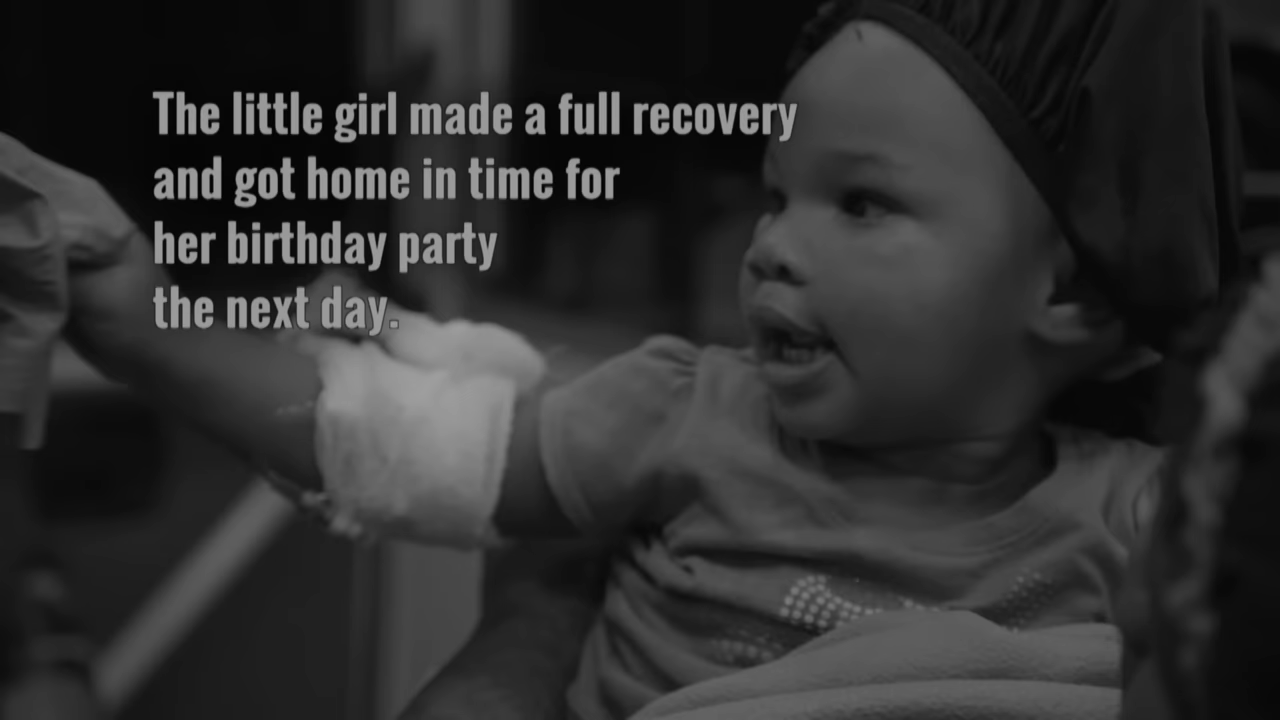 The little girl made a full recovery
and got home in time for
her birthday party
the next day.